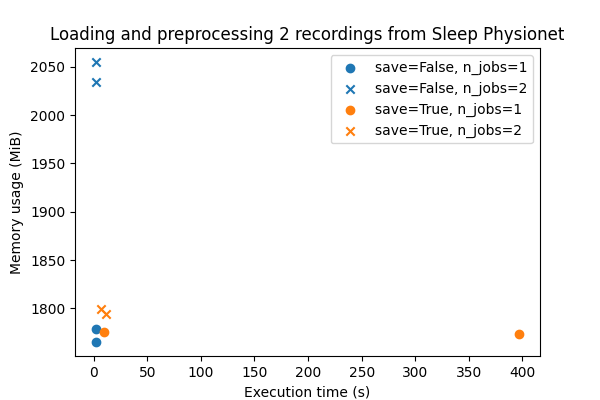 Loading and preprocessing 2 recordings from Sleep Physionet
save=False, n_jobs=1
save=False, n_jobs=2
save=True, n_jobs=1
save=True, n_jobs=2
Memory usage (MiB)
2050
2000
1950
1900
1850
1800
0 50 100 150 200 250 300 350 400
Execution time (s)